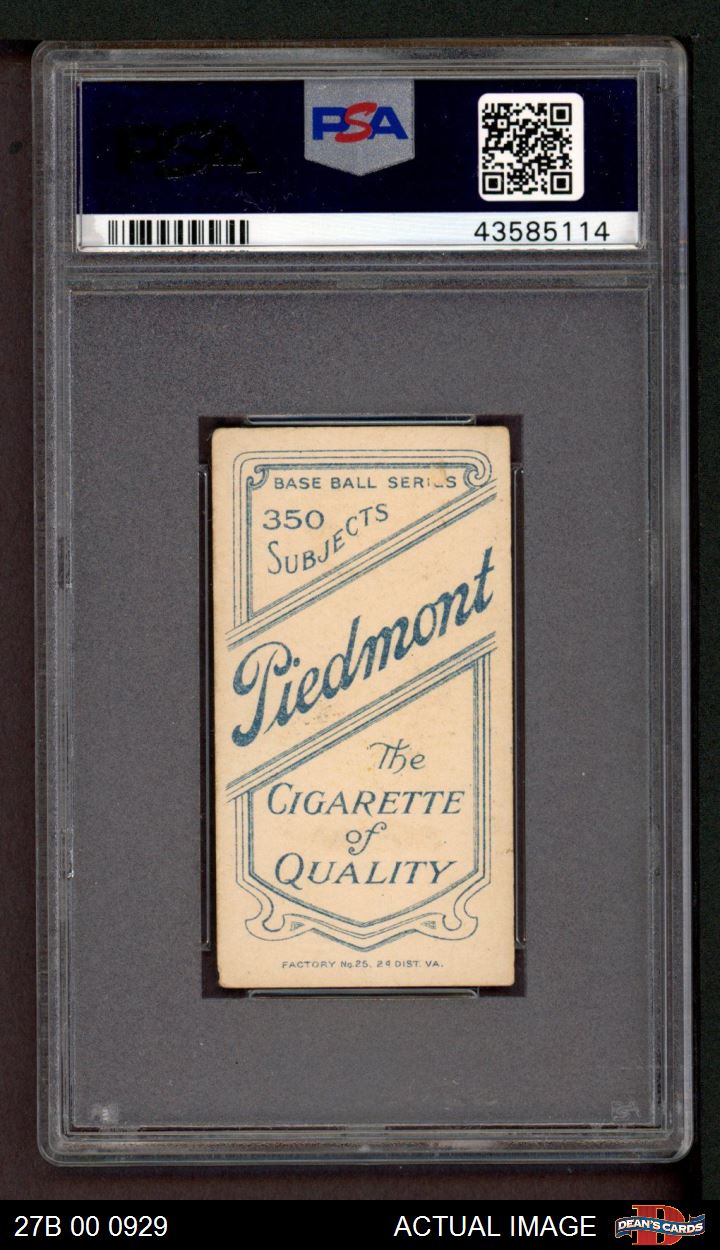 PSA
PSA
43585114
BASE BALL SERIES
350
SUBJECTS
Piedmont
The
CIGARETTE
of
QUALITY
FACTORY No. 25. 2d DIST. VA.
27B 00 0929
ACTUAL IMAGE
D
DEAN'S CARDS